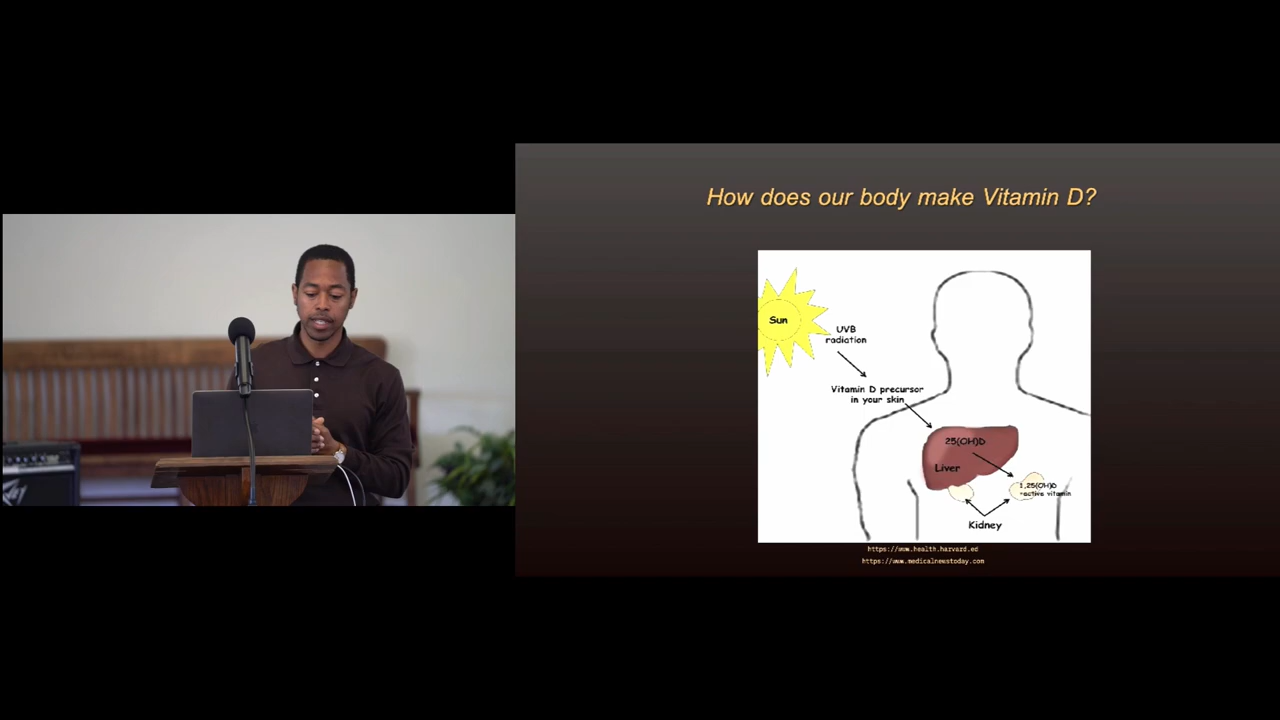 How does our body make Vitamin D?
Sun
UVB
radiation
Vitamin D precursor
in your skin
25(OH)D
Liver
1,25(OH)D
-active vitamin
Kidney
https://www.health.harvard.ed
https://www.medicalnewstoday.com